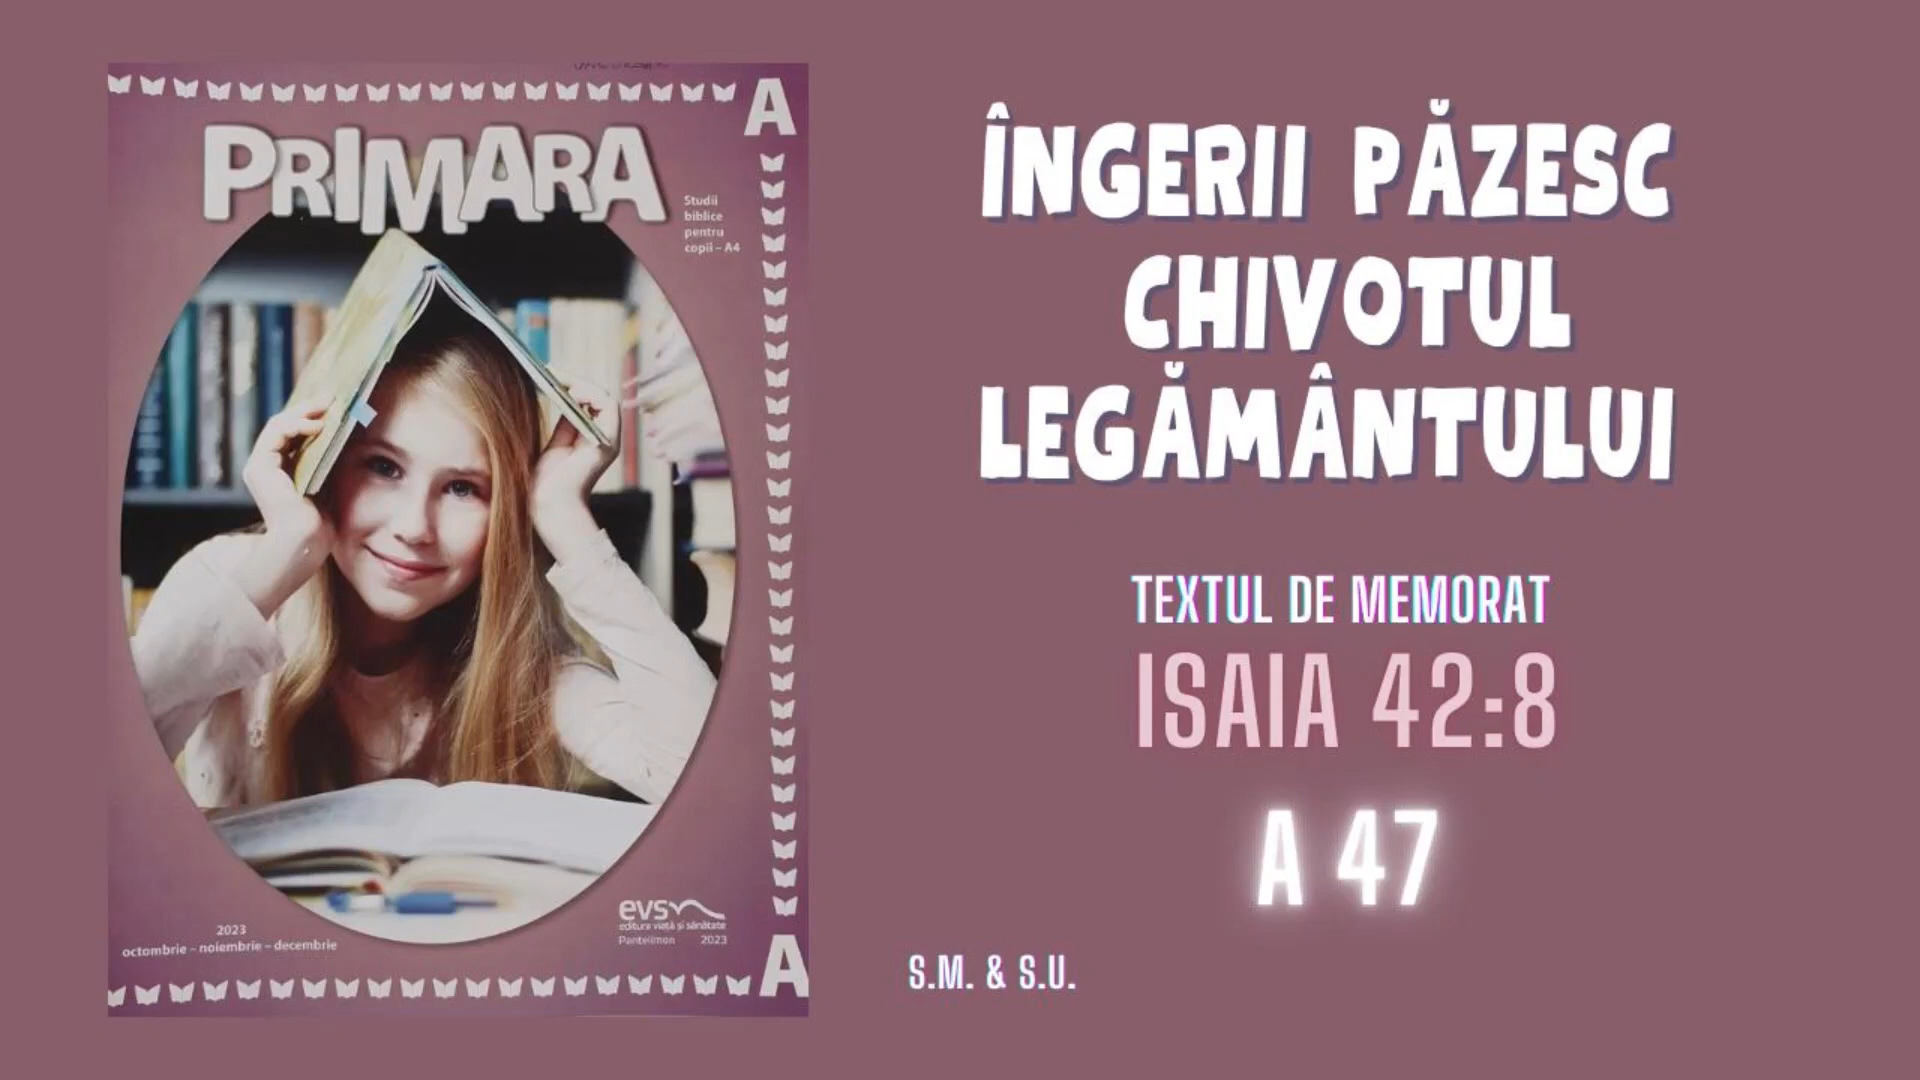 A
PRIMARA
Studii
biblice
pentru
copii – A4
2023
octombrie – noiembrie – decembrie
evs
editura viață și sănătate
Pantelimon 2023
A
ÎNGERII PĂZESC
CHIVOTUL
LEGĂMÂNTULUI
TEXTUL DE MEMORAT
ISAIA 42:8
A 47
S.M. & S.U.